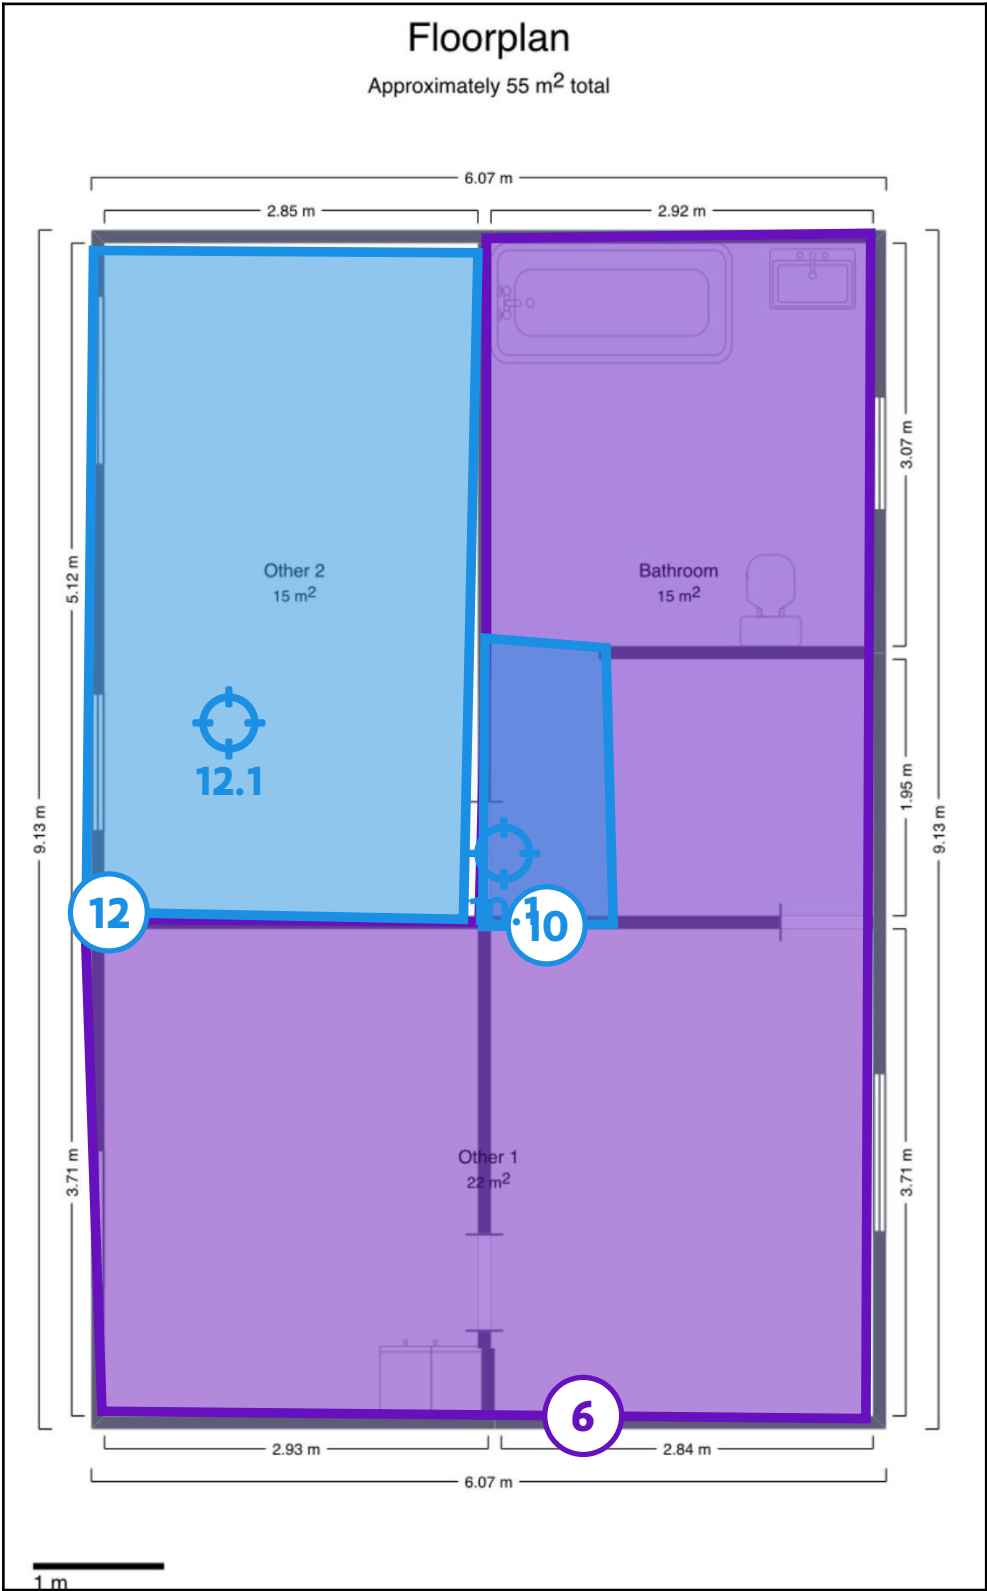 Floorplan
Approximately 55 m2 total
6.07 m
2.85 m
2.92 m
3.07 m
5.12 m
Other 2
15 m2
Bathroom
15 m2
12.1
1.95 m
9.13 m
9.13 m
10.1
12
10
3.71 m
3.71 m
Other 1
22 m2
6
2.93 m
2.84 m
6.07 m
1 m